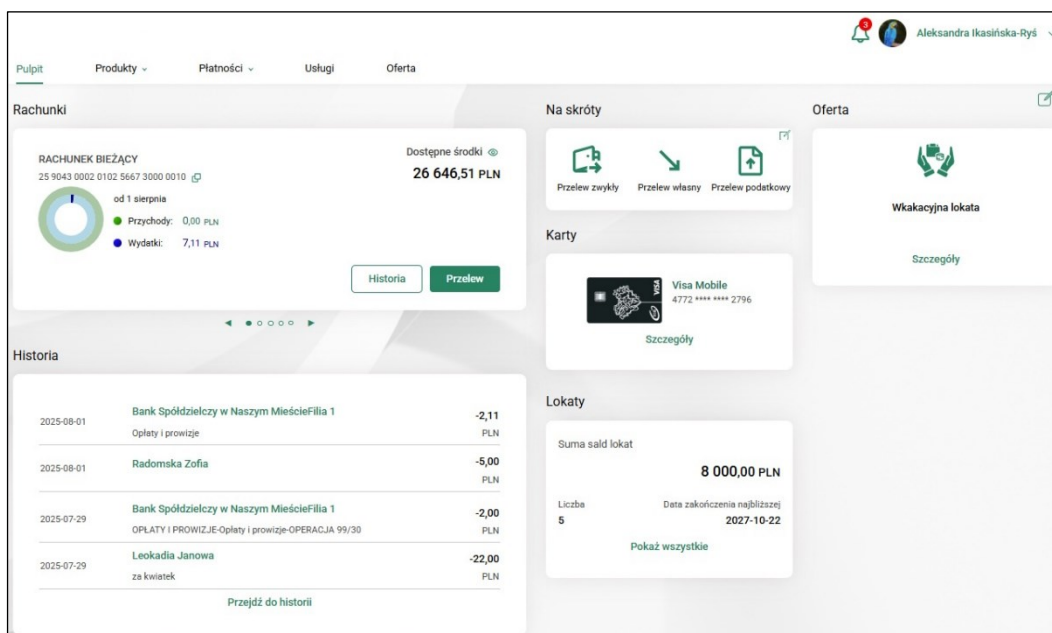 3
Aleksandra Ikasińska-Ryś
Pulpit
Produkty
Płatności
Usługi
Oferta
Rachunki
RACHUNEK BIEŻĄCY
25 9043 0002 0102 5667 3000 0010
Dostępne środki
26 646,51 PLN
od 1 sierpnia
Przychody: 0,00 PLN
Wydatki: 7,11 PLN
Historia
Przelew
Historia
2025-08-01
Bank Spółdzielczy w Naszym MieścieFilia 1
Opłaty i prowizje
-2,11
PLN
2025-08-01
Radomska Zofia
-5,00
PLN
2025-07-29
Bank Spółdzielczy w Naszym MieścieFilia 1
OPŁATY I PROWIZJE-Opłaty i prowizje-OPERACJA 99/30
-2,00
PLN
2025-07-29
Leokadia Janowa
za kwiatek
-22,00
PLN
Przejdź do historii
Na skróty
Przelew zwykły
Przelew własny
Przelew podatkowy
Karty
VISA
Visa Mobile
4772 **** **** 2796
Szczegóły
Lokaty
Suma sald lokat
8 000,00 PLN
Liczba
5
Data zakończenia najbliższej
2027-10-22
Pokaż wszystkie
Oferta
Wkakacyjna lokata
Szczegóły